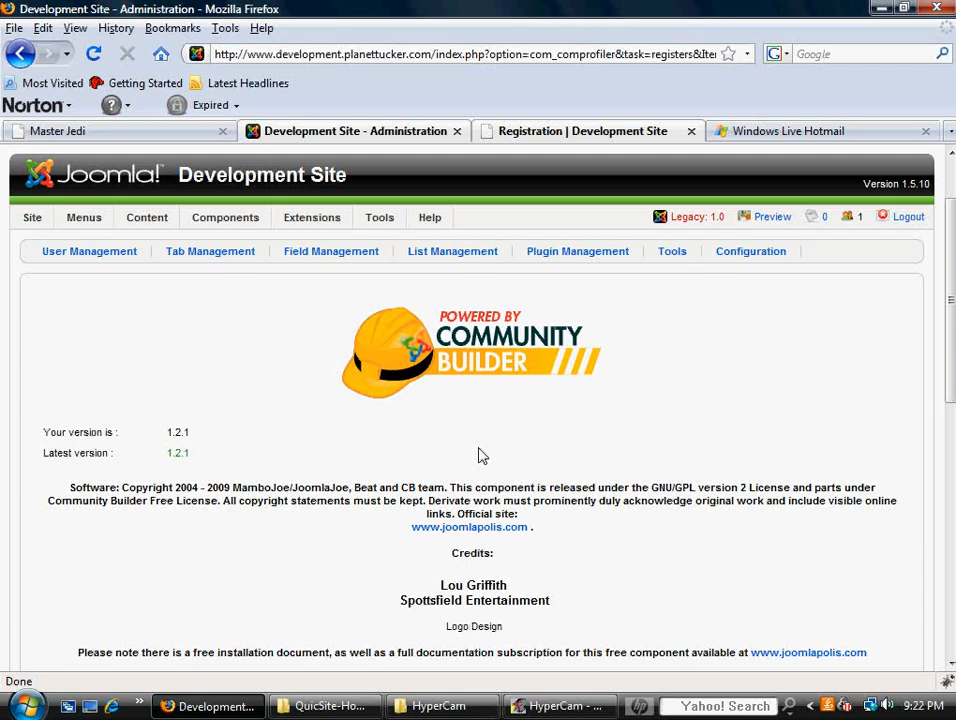 Development Site - Administration - Mozilla Firefox
File Edit View History Bookmarks Tools Help
http://www.development.planettucker.com/index.php?option=com_comprofiler&task=registers&Ite
Google
Most Visited Getting Started Latest Headlines
Norton Expired
Master Jedi Development Site - Administration Registration | Development Site Windows Live Hotmail
Joomla! Development Site
Version 1.5.10
Site Menus Content Components Extensions Tools Help Legacy: 1.0 Preview 0 1 Logout
User Management Tab Management Field Management List Management Plugin Management Tools Configuration
POWERED BY
COMMUNITY
BUILDER
Your version is : 1.2.1
Latest version : 1.2.1
Software: Copyright 2004 - 2009 MamboJoe/JoomlaJoe, Beat and CB team. This component is released under the GNU/GPL version 2 License and parts under
Community Builder Free License. All copyright statements must be kept. Derivate work must prominently duly acknowledge original work and include visible online
links. Official site:
www.joomlapolis.com .
Credits:
Lou Griffith
Spottsfield Entertainment
Logo Design
Please note there is a free installation document, as well as a full documentation subscription for this free component available at www.joomlapolis.com
Done
Development... QuicSite-Ho... HyperCam HyperCam - ... Yahoo! Search 9:22 PM